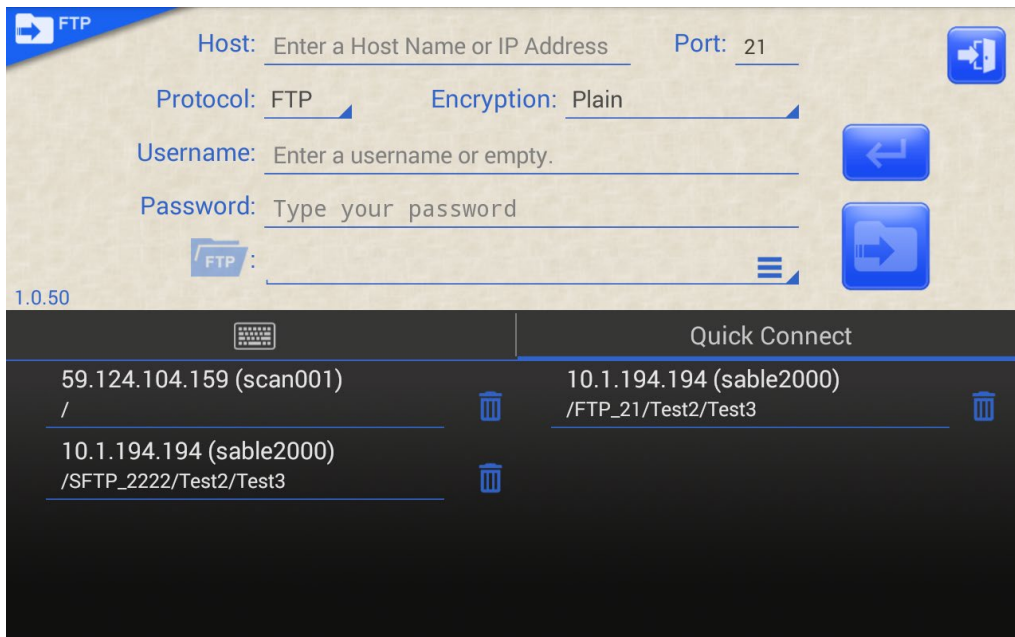 FTP
Host: Enter a Host Name or IP Address Port: 21
Protocol: FTP Encryption: Plain
Username: Enter a username or empty.
Password: Type your password
FTP :
1.0.50
Quick Connect
59.124.104.159 (scan001)
/
10.1.194.194 (sable2000)
/FTP_21/Test2/Test3
10.1.194.194 (sable2000)
/SFTP_2222/Test2/Test3